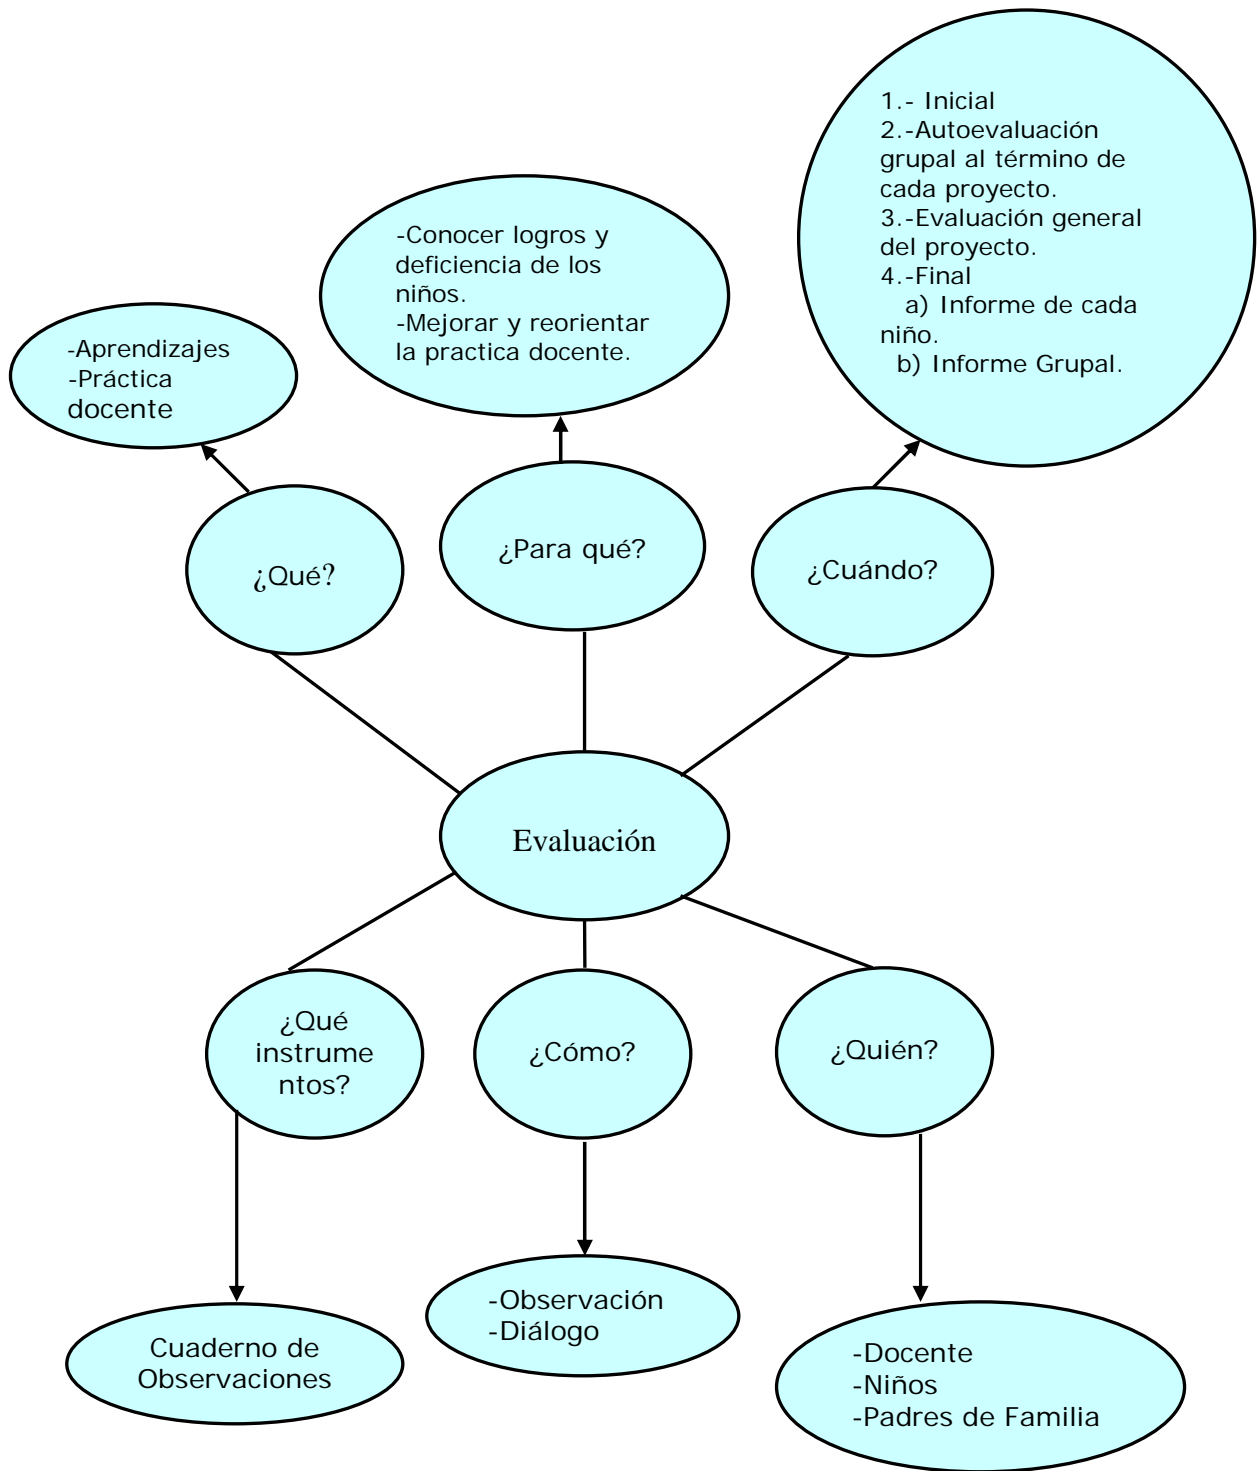 1.- Inicial
2.-Autoevaluación
grupal al término de
cada proyecto.
3.-Evaluación general
del proyecto.
4.-Final
a) Informe de cada
niño.
b) Informe Grupal.
-Conocer logros y
deficiencia de los
niños.
-Mejorar y reorientar
la practica docente.
-Aprendizajes
-Práctica
docente
¿Qué?
¿Para qué?
¿Cuándo?
Evaluación
¿Qué
instrume
ntos?
¿Cómo?
¿Quién?
Cuaderno de
Observaciones
-Observación
-Diálogo
-Docente
-Niños
-Padres de Familia